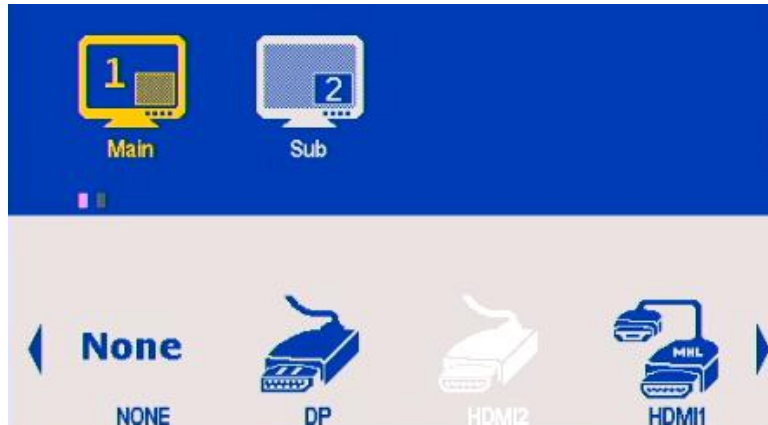 1
2
Main
Sub
None
MHL
NONE
DP
HDMI2
HDMI1